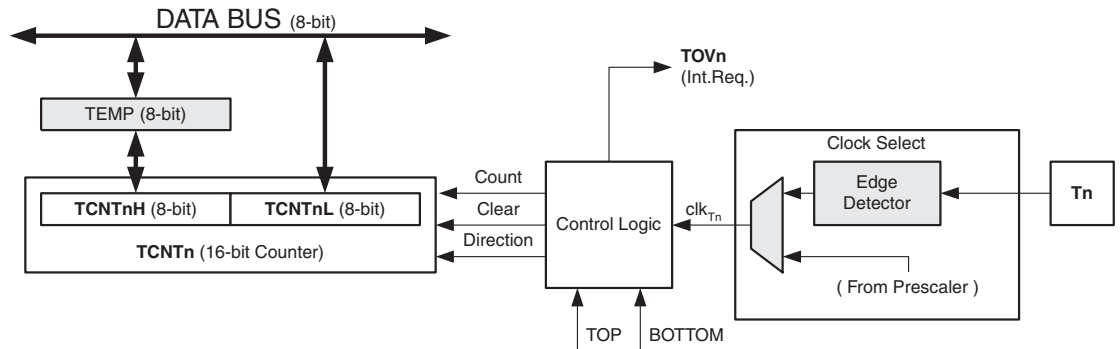 DATA BUS (8-bit)
TOVn
(Int.Req.)
TEMP (8-bit)
Clock Select
Count
Edge
Detector
Tn
TCNTnH (8-bit)
TCNTnL (8-bit)
Clear
Control Logic
clkTn
TCNTn (16-bit Counter)
Direction
( From Prescaler )
TOP
BOTTOM